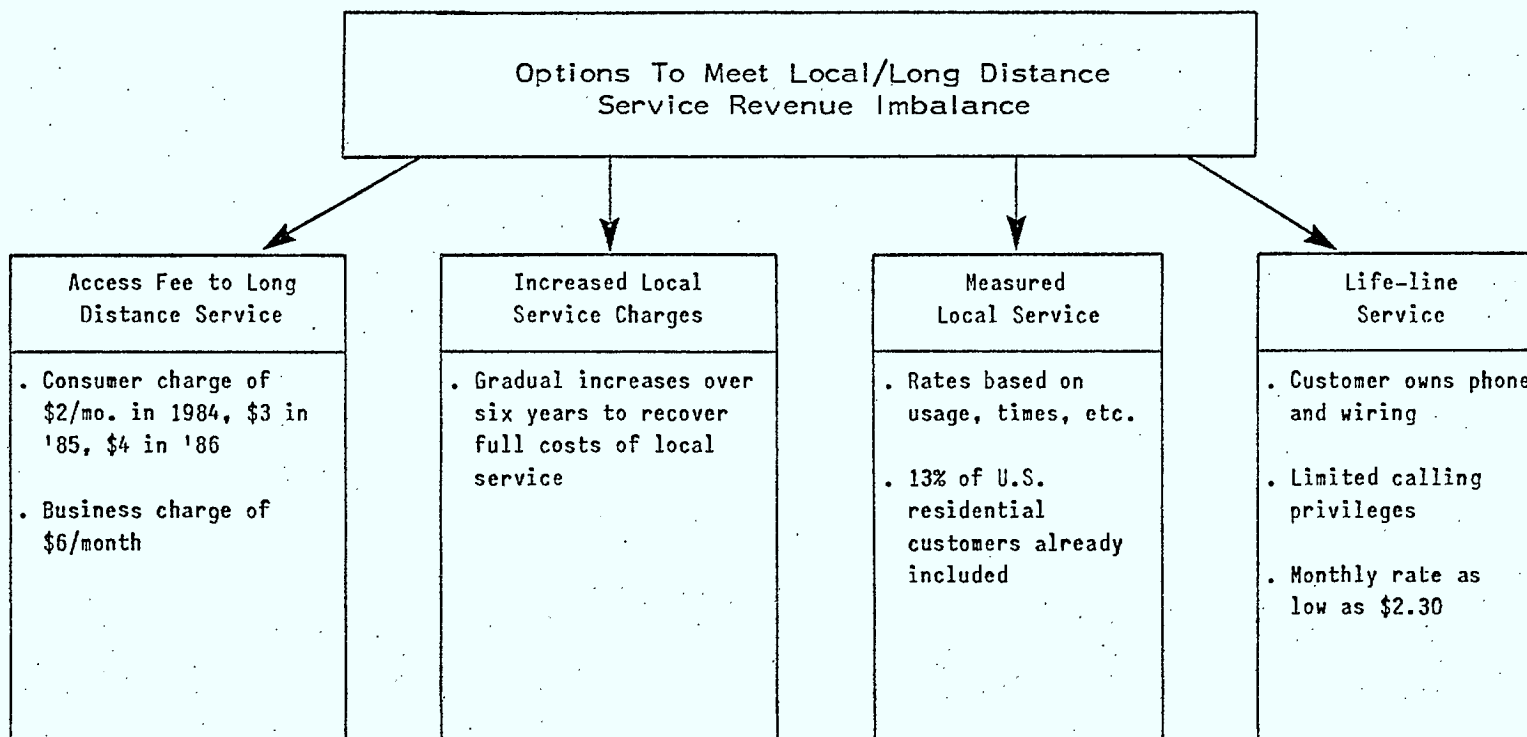 Options To Meet Local/Long Distance
Service Revenue Imbalance
Access Fee to Long
Distance Service
. Consumer charge of
$2/mo. in 1984, $3 in
'85, $4 in '86
. Business charge of
$6/month
Increased Local
Service Charges
. Gradual increases over
six years to recover
full costs of local
service
Measured
Local Service
. Rates based on
usage, times, etc.
. 13% of U.S.
residential
customers already
included
Life-line
Service
. Customer owns phone
and wiring
. Limited calling
privileges
. Monthly rate as
low as $2.30